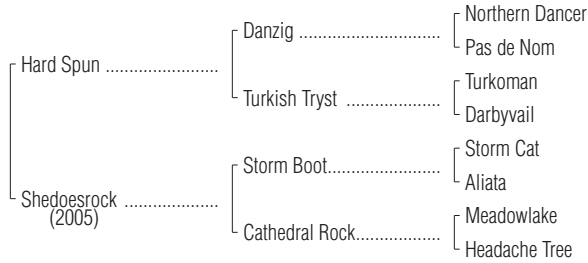 Northern Dancer
Danzig ................................
Pas de Nom
Hard Spun .........................
Turkoman
Turkish Tryst .....................
Darbyvail
Storm Cat
Storm Boot.........................
Aliata
Shedoesrock .....................
(2005)
Meadowlake
Cathedral Rock...................
Headache Tree